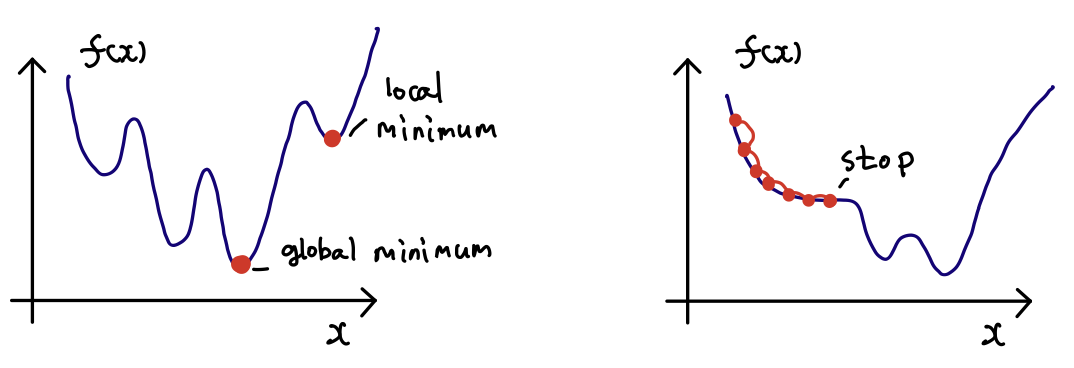 f(x)
local
minimum
global minimum
x
f(x)
stop
x